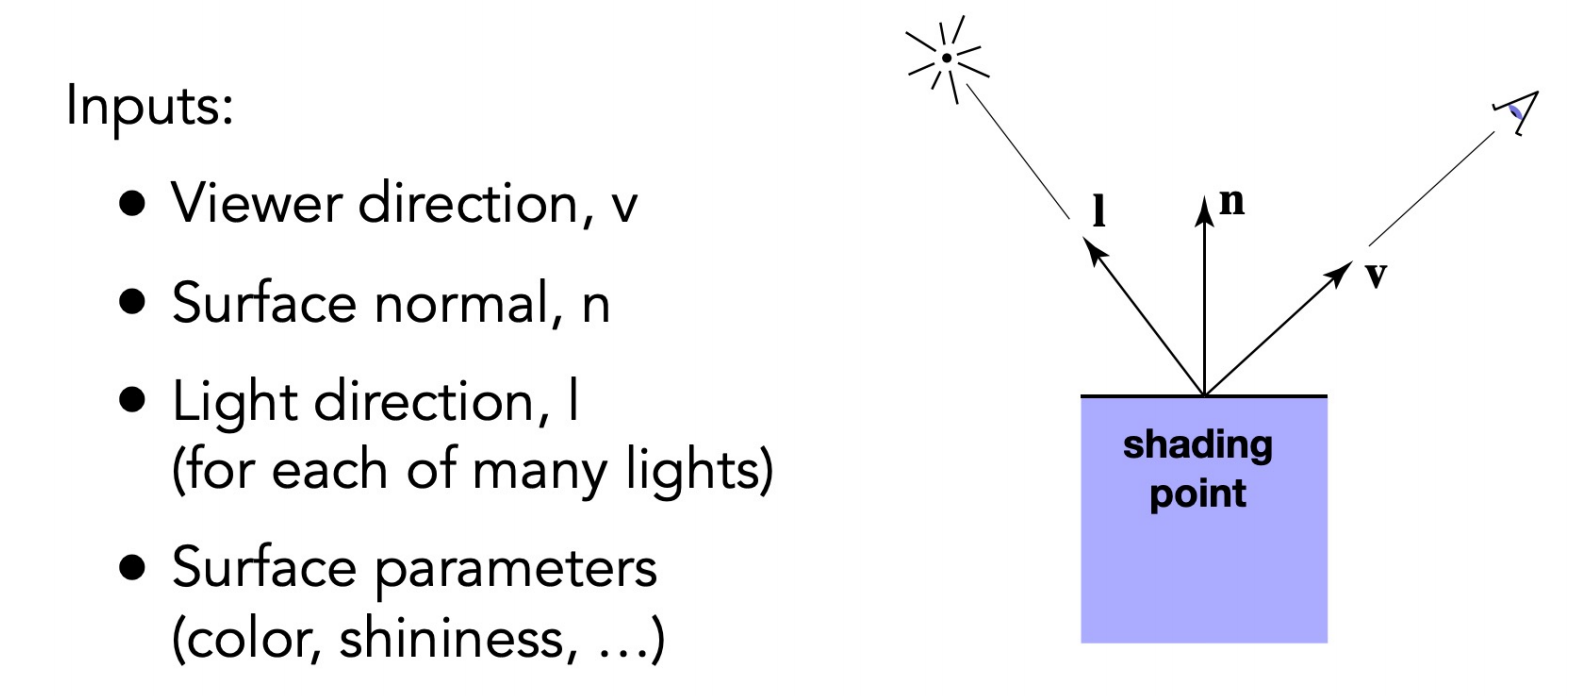 Inputs:
● Viewer direction, v
● Surface normal, n
● Light direction, l
(for each of many lights)
● Surface parameters
(color, shininess, …)
l
n
v
shading
point